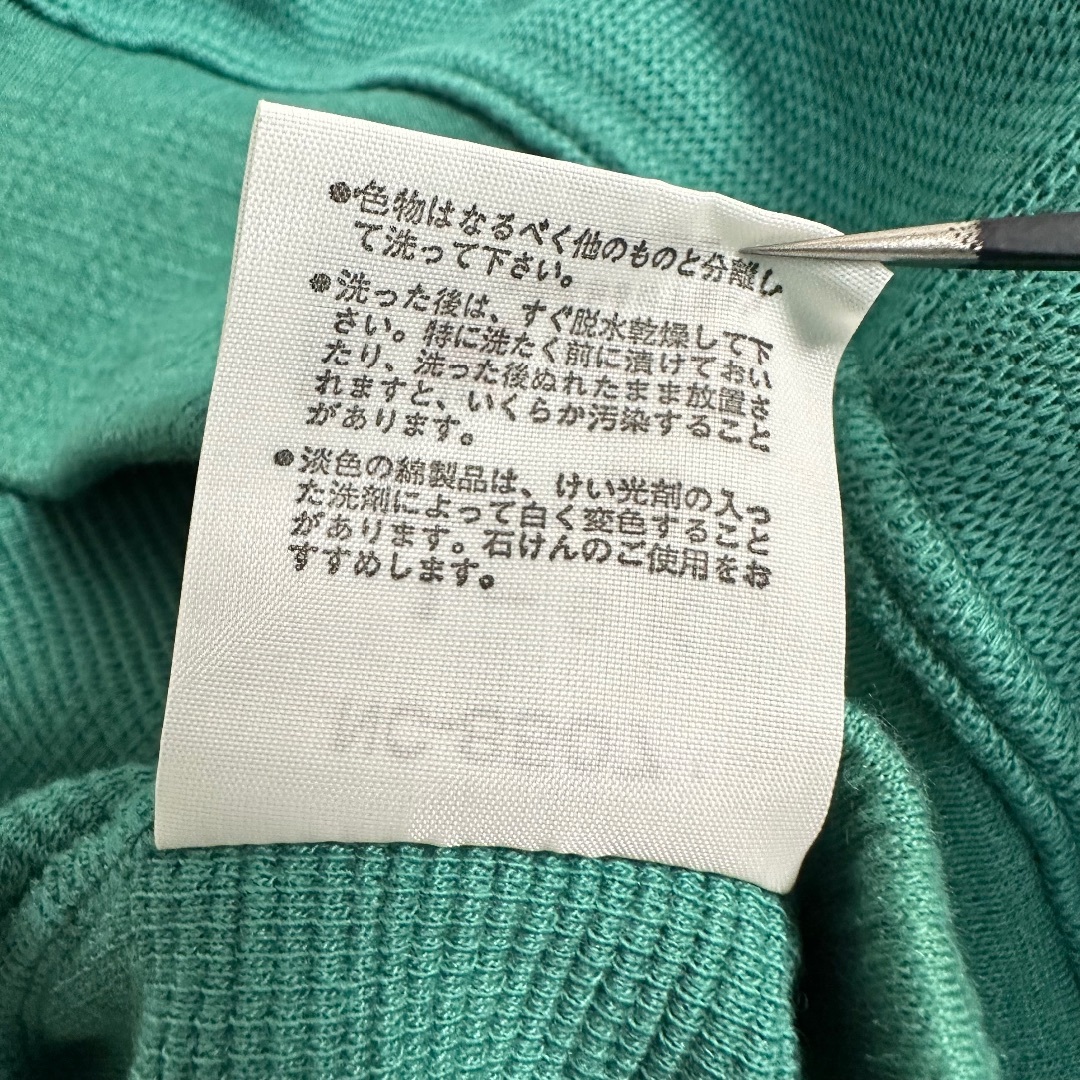 ●色物はなるべく他のものと分離し
て洗って下さい。
●洗った後は、すぐ脱水乾燥して下
さい。特に洗たく前に漬けておい
たり、洗った後ぬれたまま放置さ
れますと、いくらか汚染すること
があります。
●淡色の綿製品は、けい光剤の入っ
た洗剤によって白く変色すること
があります。石けんのご使用をお
すすめします。